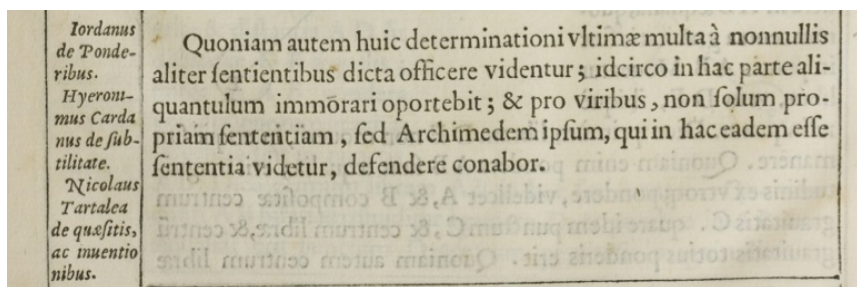 Iordanus
de Ponde-
ribus.
Hyeroni-
mus Carda
nus de ſub-
tilitate.
Nicolaus
Tartalea
de quæſitis,
ac inuentio
nibus.
Quoniam autem huic determinationi vltimæ multa à nonnullis
aliter ſentientibus dicta officere videntur; idcirco in hac parte ali-
quantulum immorari oportebit; & pro viribus, non ſolum pro-
priam ſententiam, ſed Archimedem ipſum, qui in hac eadem eſſe
ſententia videtur, defendere conabor.